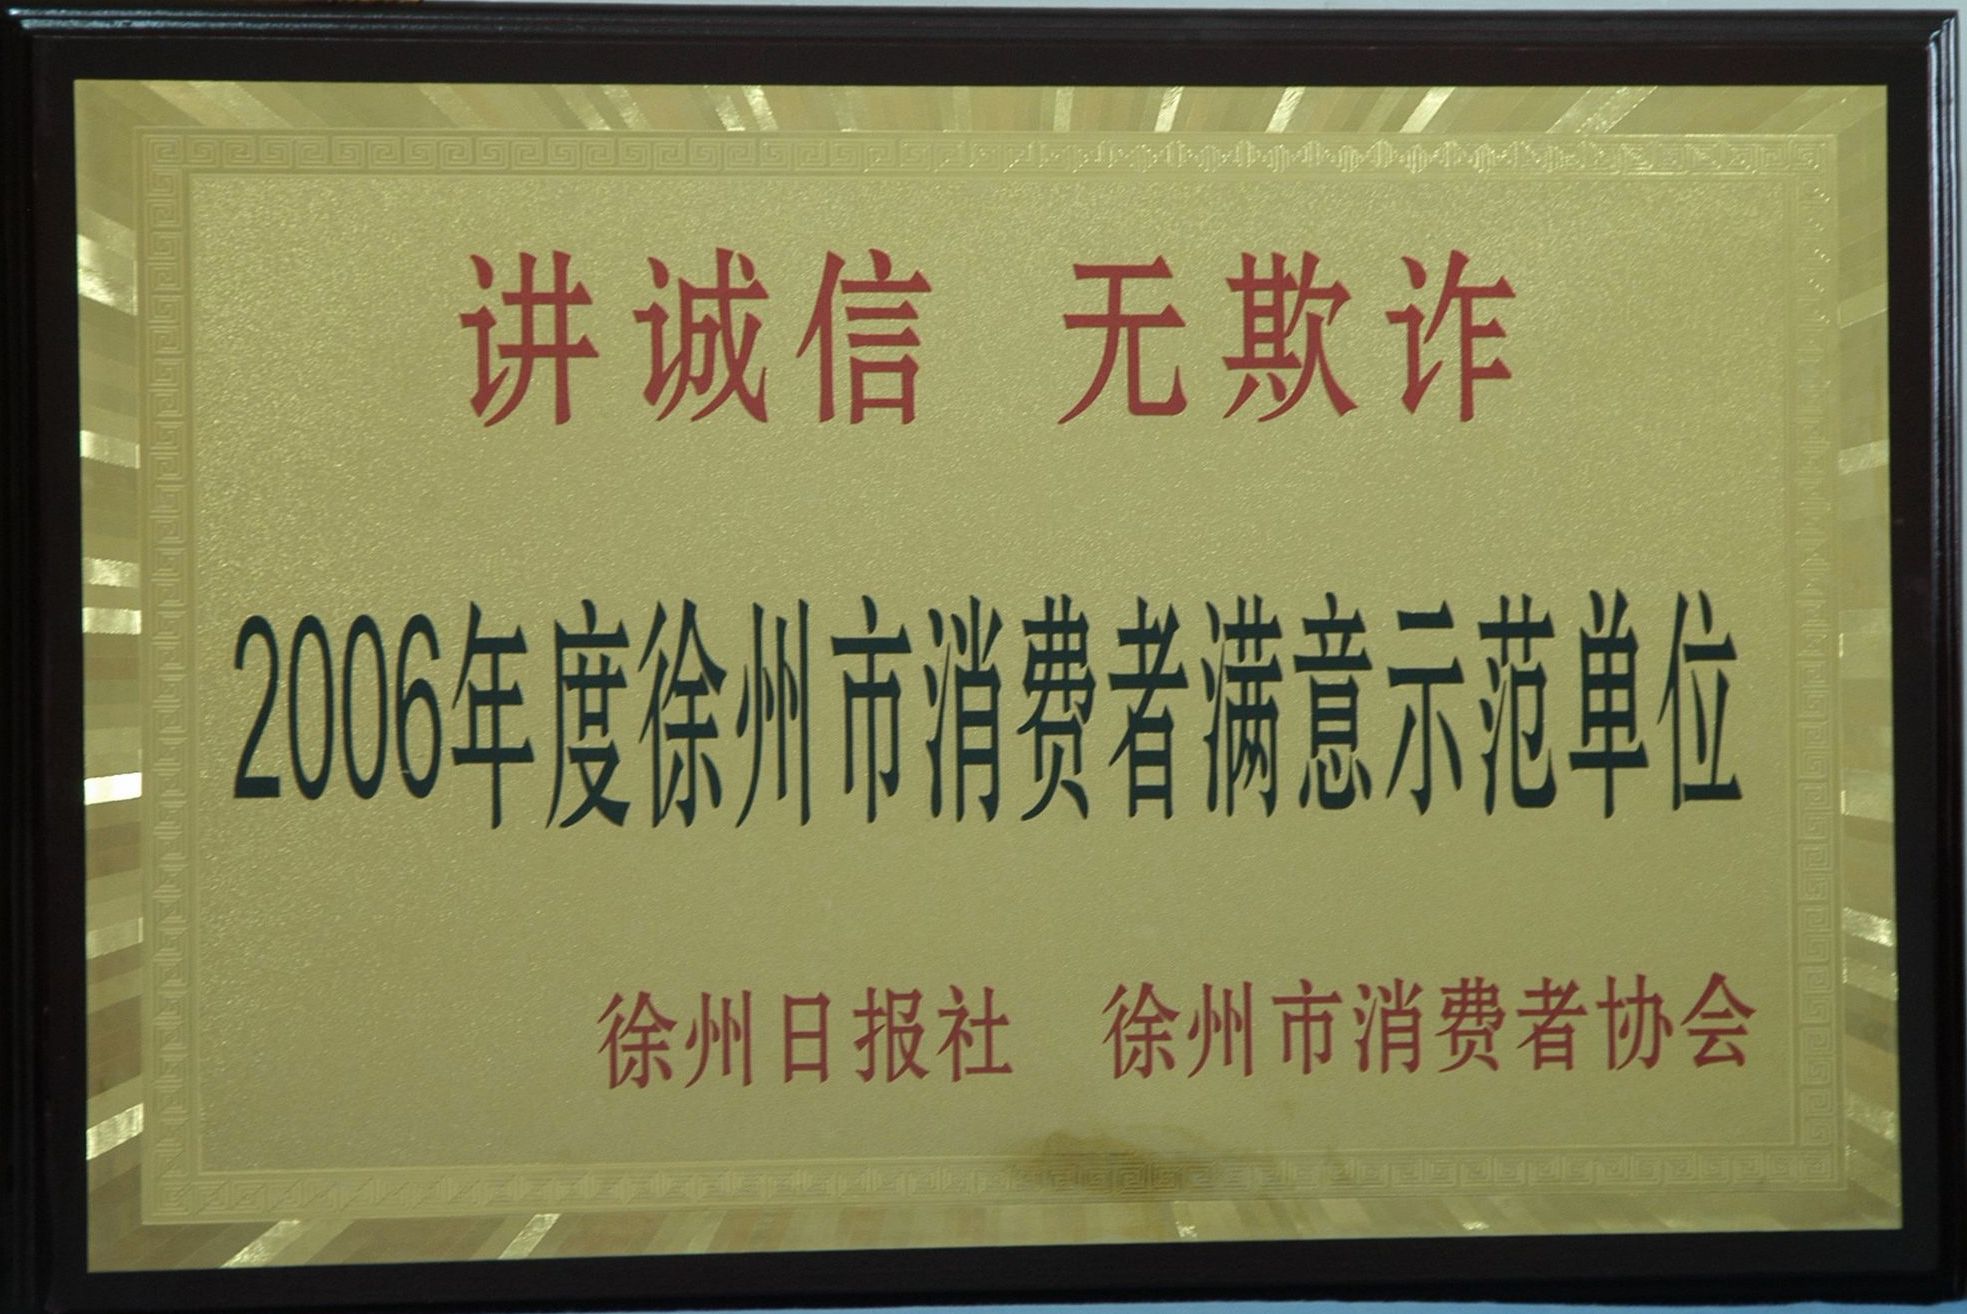 讲诚信 无欺诈
2006年度徐州市消费者满意示范单位
徐州日报社 徐州市消费者协会